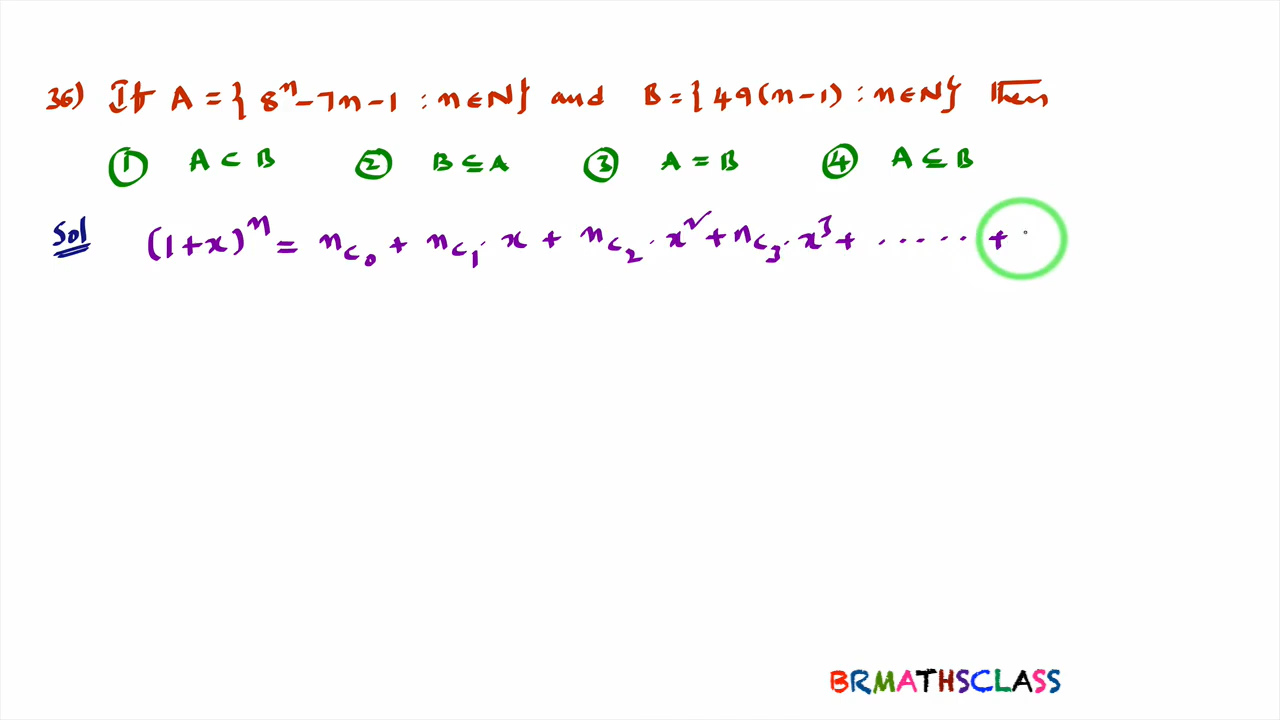 36) If A = { 8ⁿ - 7n - 1 : n ∈ N } and B = { 49(n-1) : n ∈ N } Then
① A ⊂ B ② B ⊆ A ③ A = B ④ A ⊆ B
Sol (1+x)ⁿ = nC₀ + nC₁ · x + nC₂ · x² + nC₃ · x³ + ...... +
BRMATHSCLASS